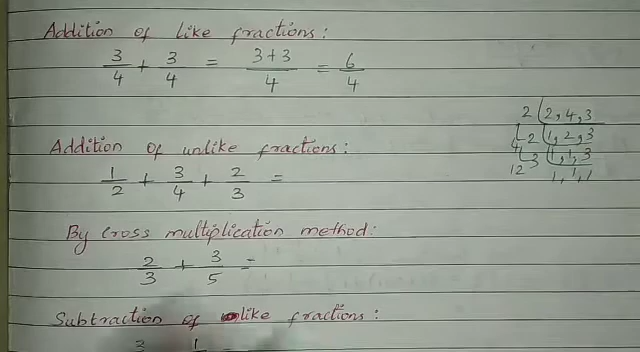 Addition of like fractions:
3/4 + 3/4 = 3+3/4 = 6/4
2 | 2, 4, 3
4 2 | 1, 2, 3
3 | 1, 1, 3
12 1, 1, 1
Addition of unlike fractions:
1/2 + 3/4 + 2/3 =
By Cross multiplication method:
2/3 + 3/5 =
Subtraction of like fractions:
3 1 =